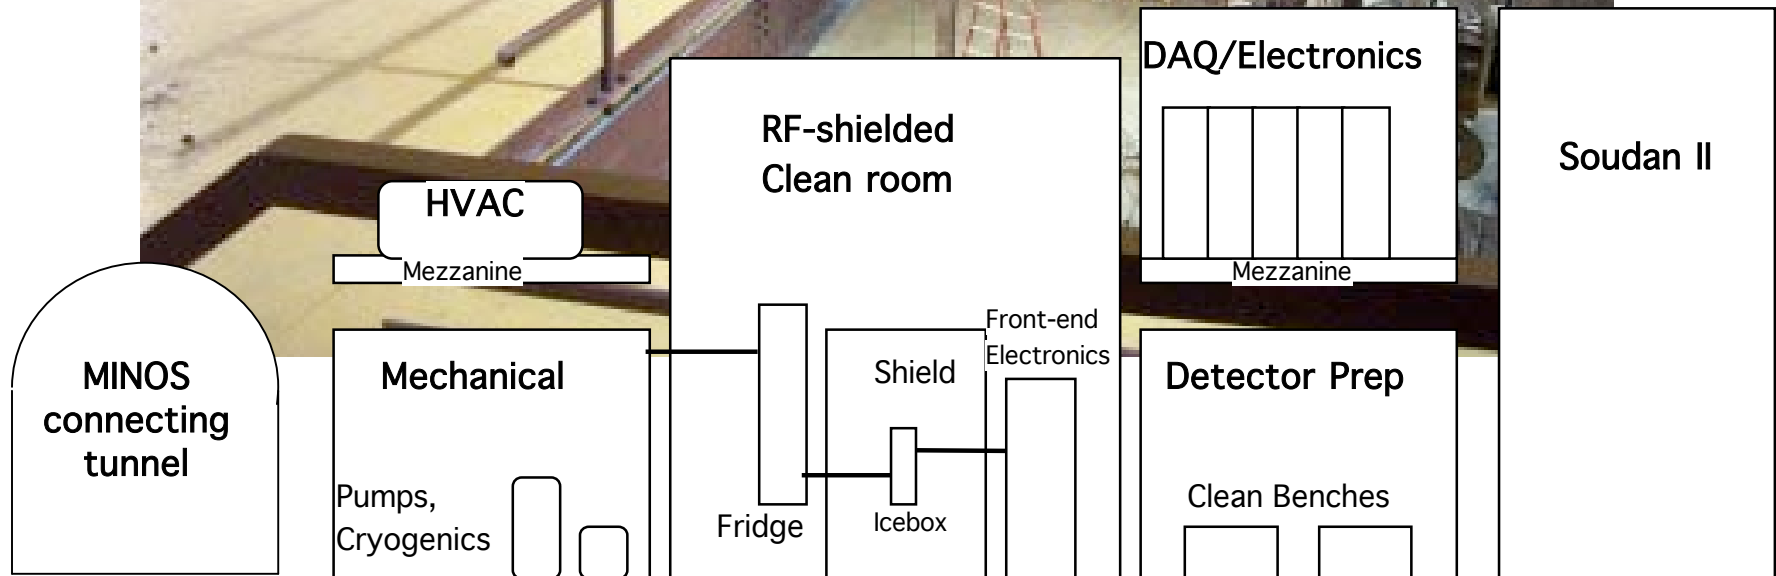 DAQ/Electronics
RF-shielded
Clean room
Soudan II
HVAC
Mezzanine
Mezzanine
Front-end
Electronics
MINOS
connecting
tunnel
Mechanical
Shield
Detector Prep
Pumps,
Cryogenics
Fridge
Icebox
Clean Benches